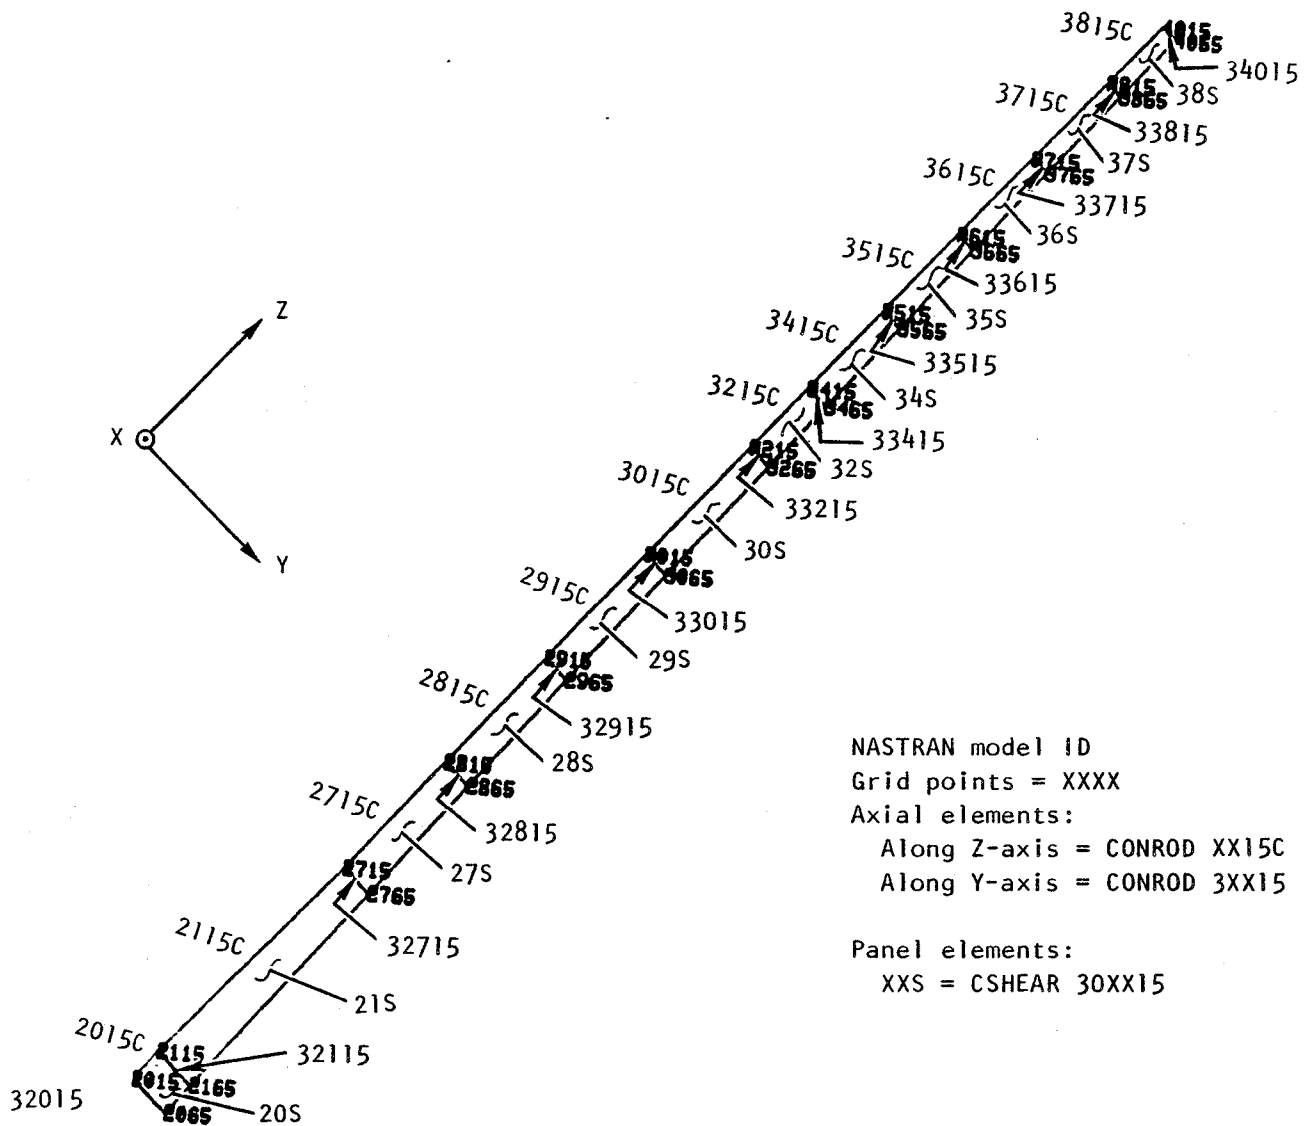 3815C
4015
4065
34015
38S
3715C
3815
3865
33815
37S
3615C
3715
3765
33715
36S
3515C
3615
3665
33615
35S
3415C
3515
3565
33515
34S
3215C
3415
3465
33415
32S
3015C
3215
3265
33215
30S
2915C
3015
3065
33015
29S
2815C
2915
2965
32915
28S
2715C
2815
2865
32815
27S
2115C
2715
2765
32715
21S
2015C
2115
2165
32115
2015
2065
20S
32015
Z
X
Y
NASTRAN model ID
Grid points = XXXX
Axial elements:
Along Z-axis = CONROD XX15C
Along Y-axis = CONROD 3XX15
Panel elements:
XXS = CSHEAR 30XX15